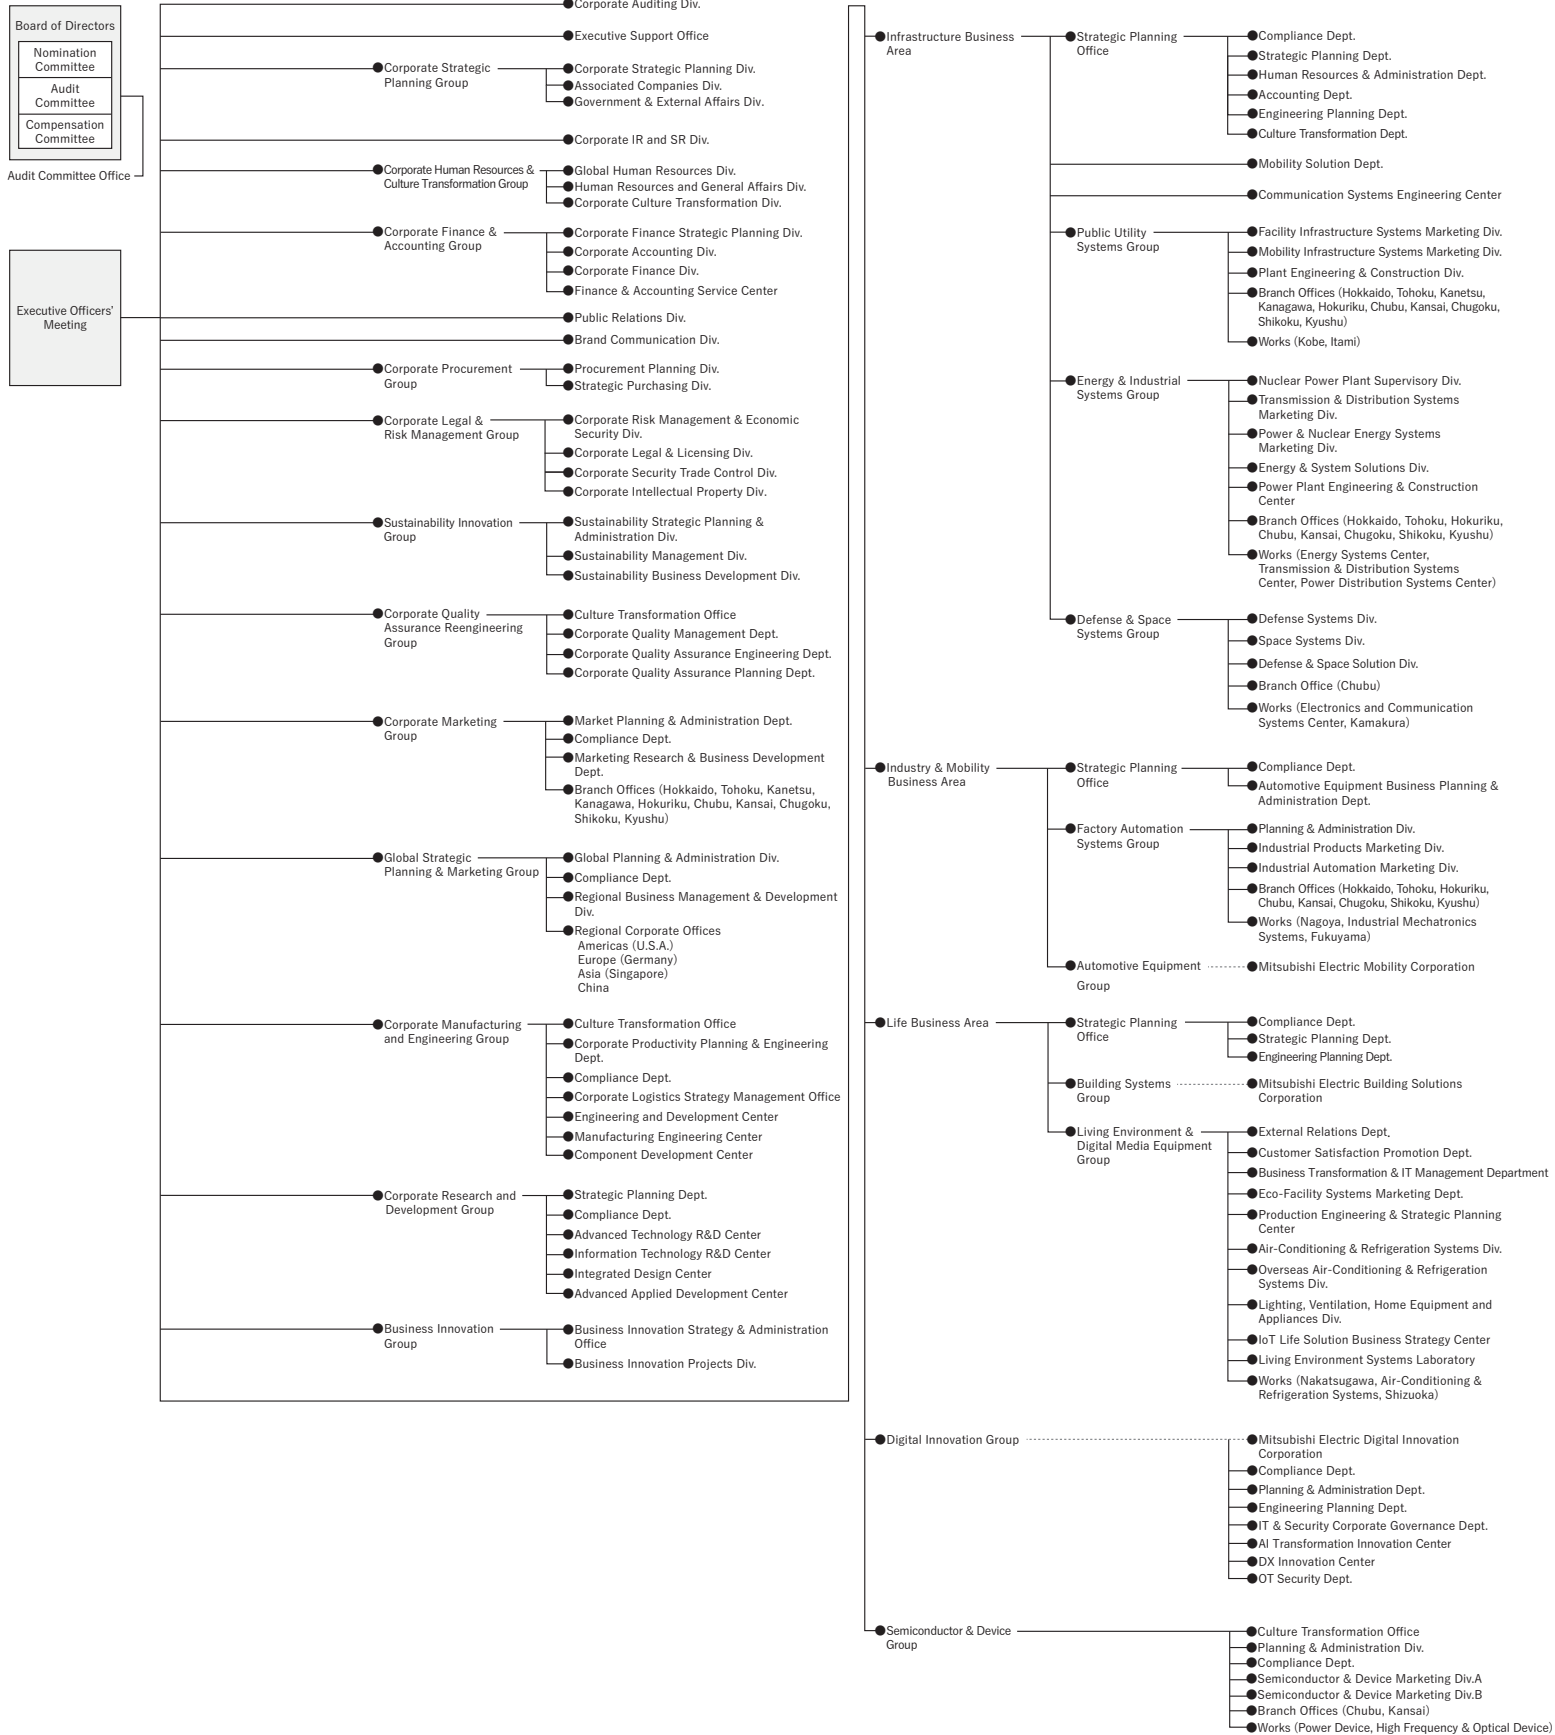 Board of Directors
Nomination
Committee
Audit
Committee
Compensation
Committee
Audit Committee Office
Executive Officers'
Meeting
Corporate Auditing Div.
Executive Support Office
Corporate Strategic
Planning Group
Corporate Strategic Planning Div.
Associated Companies Div.
Government & External Affairs Div.
Corporate IR and SR Div.
Corporate Human Resources &
Culture Transformation Group
Global Human Resources Div.
Human Resources and General Affairs Div.
Corporate Culture Transformation Div.
Corporate Finance &
Accounting Group
Corporate Finance Strategic Planning Div.
Corporate Accounting Div.
Corporate Finance Div.
Finance & Accounting Service Center
Public Relations Div.
Brand Communication Div.
Corporate Procurement
Group
Procurement Planning Div.
Strategic Purchasing Div.
Corporate Legal &
Risk Management Group
Corporate Risk Management & Economic
Security Div.
Corporate Legal & Licensing Div.
Corporate Security Trade Control Div.
Corporate Intellectual Property Div.
Sustainability Innovation
Group
Sustainability Strategic Planning &
Administration Div.
Sustainability Management Div.
Sustainability Business Development Div.
Corporate Quality
Assurance Reengineering
Group
Culture Transformation Office
Corporate Quality Management Dept.
Corporate Quality Assurance Engineering Dept.
Corporate Quality Assurance Planning Dept.
Corporate Marketing
Group
Market Planning & Administration Dept.
Compliance Dept.
Marketing Research & Business Development
Dept.
Branch Offices (Hokkaido, Tohoku, Kanetsu,
Kanagawa, Hokuriku, Chubu, Kansai, Chugoku,
Shikoku, Kyushu)
Global Strategic
Planning & Marketing Group
Global Planning & Administration Div.
Compliance Dept.
Regional Business Management & Development
Div.
Regional Corporate Offices
Americas (U.S.A.)
Europe (Germany)
Asia (Singapore)
China
Corporate Manufacturing
and Engineering Group
Culture Transformation Office
Corporate Productivity Planning & Engineering
Dept.
Compliance Dept.
Corporate Logistics Strategy Management Office
Engineering and Development Center
Manufacturing Engineering Center
Component Development Center
Corporate Research and
Development Group
Strategic Planning Dept.
Compliance Dept.
Advanced Technology R&D Center
Information Technology R&D Center
Integrated Design Center
Advanced Applied Development Center
Business Innovation
Group
Business Innovation Strategy & Administration
Office
Business Innovation Projects Div.
Infrastructure Business
Area
Strategic Planning
Office
Compliance Dept.
Strategic Planning Dept.
Human Resources & Administration Dept.
Accounting Dept.
Engineering Planning Dept.
Culture Transformation Dept.
Mobility Solution Dept.
Communication Systems Engineering Center
Public Utility
Systems Group
Facility Infrastructure Systems Marketing Div.
Mobility Infrastructure Systems Marketing Div.
Plant Engineering & Construction Div.
Branch Offices (Hokkaido, Tohoku, Kanetsu,
Kanagawa, Hokuriku, Chubu, Kansai, Chugoku,
Shikoku, Kyushu)
Works (Kobe, Itami)
Energy & Industrial
Systems Group
Nuclear Power Plant Supervisory Div.
Transmission & Distribution Systems
Marketing Div.
Power & Nuclear Energy Systems
Marketing Div.
Energy & System Solutions Div.
Power Plant Engineering & Construction
Center
Branch Offices (Hokkaido, Tohoku, Hokuriku,
Chubu, Kansai, Chugoku, Shikoku, Kyushu)
Works (Energy Systems Center,
Transmission & Distribution Systems
Center, Power Distribution Systems Center)
Defense & Space
Systems Group
Defense Systems Div.
Space Systems Div.
Defense & Space Solution Div.
Branch Office (Chubu)
Works (Electronics and Communication
Systems Center, Kamakura)
Industry & Mobility
Business Area
Strategic Planning
Office
Compliance Dept.
Automotive Equipment Business Planning &
Administration Dept.
Factory Automation
Systems Group
Planning & Administration Div.
Industrial Products Marketing Div.
Industrial Automation Marketing Div.
Branch Offices (Hokkaido, Tohoku, Hokuriku,
Chubu, Kansai, Chugoku, Shikoku, Kyushu)
Works (Nagoya, Industrial Mechatronics
Systems, Fukuyama)
Automotive Equipment
Group
Mitsubishi Electric Mobility Corporation
Life Business Area
Strategic Planning
Office
Compliance Dept.
Strategic Planning Dept.
Engineering Planning Dept.
Building Systems
Group
Mitsubishi Electric Building Solutions
Corporation
Living Environment &
Digital Media Equipment
Group
External Relations Dept.
Customer Satisfaction Promotion Dept.
Business Transformation & IT Management Department
Eco-Facility Systems Marketing Dept.
Production Engineering & Strategic Planning
Center
Air-Conditioning & Refrigeration Systems Div.
Overseas Air-Conditioning & Refrigeration
Systems Div.
Lighting, Ventilation, Home Equipment and
Appliances Div.
IoT Life Solution Business Strategy Center
Living Environment Systems Laboratory
Works (Nakatsugawa, Air-Conditioning &
Refrigeration Systems, Shizuoka)
Digital Innovation Group
Mitsubishi Electric Digital Innovation
Corporation
Compliance Dept.
Planning & Administration Dept.
Engineering Planning Dept.
IT & Security Corporate Governance Dept.
AI Transformation Innovation Center
DX Innovation Center
OT Security Dept.
Semiconductor & Device
Group
Culture Transformation Office
Planning & Administration Div.
Compliance Dept.
Semiconductor & Device Marketing Div.A
Semiconductor & Device Marketing Div.B
Branch Offices (Chubu, Kansai)
Works (Power Device, High Frequency & Optical Device)